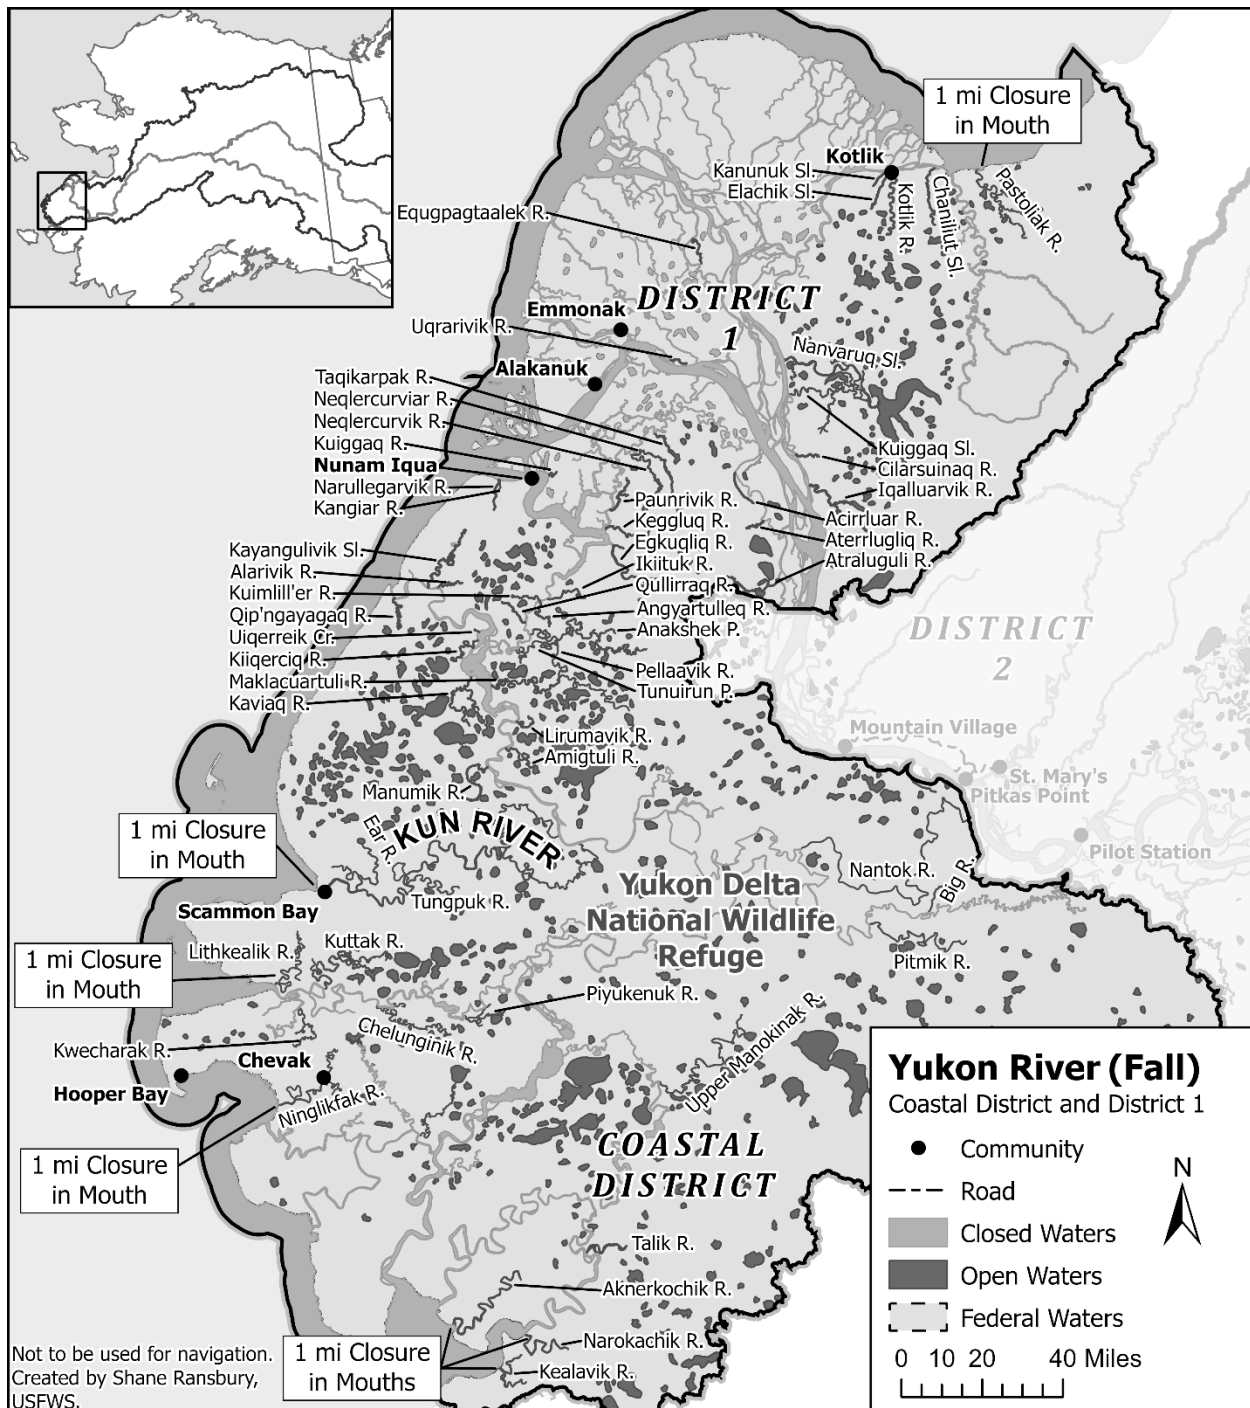 1 mi Closure
in Mouth
Kotlik
Kanunuk Sl.
Elachik Sl.
Kotlik R.
Chaniliut Sl.
Pastoliak R.
Equgpagtaalek R.
DISTRICT
1
Emmonak
Uqrarivik R.
Nanvaruq Sl.
Alakanuk
Taqikarpak R.
Neqlercurviar R.
Neqlercurvik R.
Kuiggaq R.
Nunam Iqua
Narullegarvik R.
Kangiar R.
Kuiggaq Sl.
Cilarsuinaq R.
Iqalluarvik R.
Paunrivik R.
Keggluq R.
Egkuqliq R.
Ikiituk R.
Qullirraq R.
Angyartulleq R.
Anakshek P.
Acirrluar R.
Aterrlugliq R.
Atraluguli R.
Kayangulivik Sl.
Alarivik R.
Kuimlill'er R.
Qip'ngayagaq R.
Uiqerreik Cr.
Kiiqerciq R.
Maklacuartuli R.
Kaviaq R.
Pellaavik R.
Tunuirun P.
DISTRICT
2
Mountain Village
St. Mary's
Pitkas Point
Pilot Station
Lirumavik R.
Amigtuli R.
Manumik R.
KUN RIVER
Ear R.
1 mi Closure
in Mouth
Scammon Bay
Tungpuk R.
Yukon Delta
National Wildlife
Refuge
Nantok R.
Big R.
Pitmik R.
Lithkealik R.
Kuttak R.
1 mi Closure
in Mouth
Piyukenuk R.
Chelunginik R.
Kwecharak R.
Chevak
Hooper Bay
Ninglikfak R.
Upper Manokinak R.
1 mi Closure
in Mouth
COASTAL
DISTRICT
Talik R.
Aknerkochik R.
Narokachik R.
Kealavik R.
1 mi Closure
in Mouths
Not to be used for navigation.
Created by Shane Ransbury,
USFWS.
Yukon River (Fall)
Coastal District and District 1
Community
Road
Closed Waters
Open Waters
Federal Waters
N
0 10 20 40 Miles